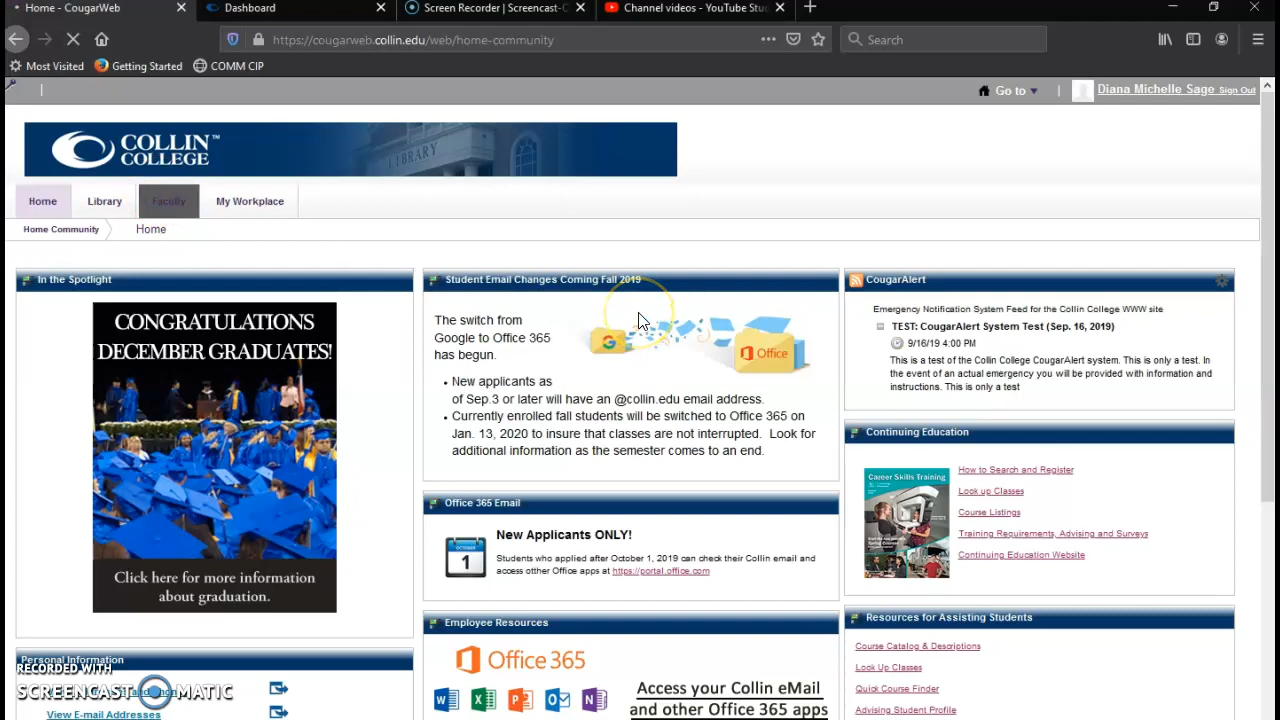 Home - CougarWeb
Dashboard
Screen Recorder | Screencast-O
Channel videos - YouTube Stud
https://cougarweb.collin.edu/web/home-community
Search
Most Visited
Getting Started
COMM CIP
Go to
Diana Michelle Sage Sign Out
COLLIN™
COLLEGE
LIBRARY
Home
Library
Faculty
My Workplace
Home Community
Home
In the Spotlight
CONGRATULATIONS
DECEMBER GRADUATES!
Click here for more information
about graduation.
Personal Information
View E-mail Addresses
Student Email Changes Coming Fall 2019
The switch from
Google to Office 365
has begun.
G
Office
• New applicants as
of Sep.3 or later will have an @collin.edu email address.
• Currently enrolled fall students will be switched to Office 365 on
Jan. 13, 2020 to insure that classes are not interrupted. Look for
additional information as the semester comes to an end.
Office 365 Email
OCTOBER
1
New Applicants ONLY!
Students who applied after October 1, 2019 can check their Collin email and
access otther Office apps at https://portal.office.com
Employee Resources
Office 365
Access your Collin eMail
and other Office 365 apps
CougarAlert
Emergency Notification System Feed for the Collin College WWW site
TEST: CougarAlert System Test (Sep. 16, 2019)
9/16/19 4:00 PM
This is a test of the Collin College CougarAlert system. This is only a test. In
the event of an actual emergency you will be provided with information and
instructions. This is only a test
Continuing Education
Career Skills Training
How to Search and Register
Look up Classes
Course Listings
Training Requirements, Advising and Surveys
Continuing Education Website
Resources for Assisting Students
Course Catalog & Descriptions
Look Up Classes
Quick Course Finder
Advising Student Profile
RECORDED WITH
SCREENCAST-O-MATIC